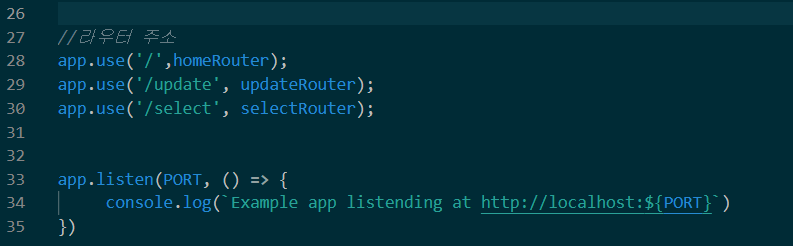 26
27 //라우터 주소
28 app.use('/',homeRouter);
29 app.use('/update', updateRouter);
30 app.use('/select', selectRouter);
31
32
33 app.listen(PORT, () => {
34 console.log(`Example app listending at http://localhost:${PORT}`)
35 })